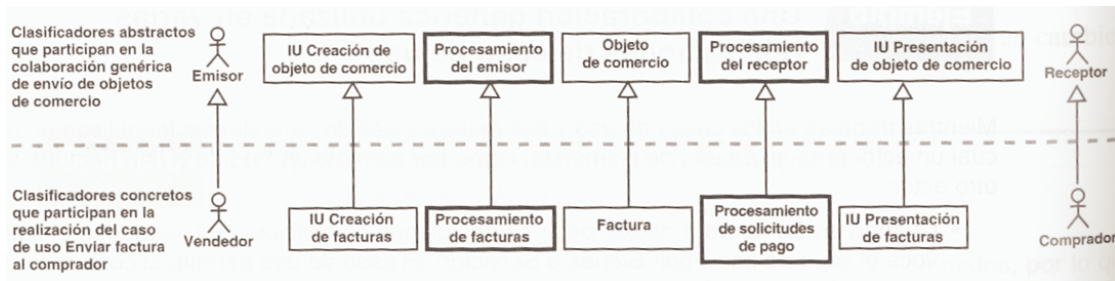 Clasificadores abstractos
que participan en la
colaboración genérica
de envío de objetos
de comercio
Emisor
IU Creación de
objeto de comercio
Procesamiento
del emisor
Objeto
de comercio
Procesamiento
del receptor
IU Presentación
de objeto de comercio
Receptor
Clasificadores concretos
que participan en la
realización del caso
de uso Enviar factura
al comprador
Vendedor
IU Creación
de facturas
Procesamiento
de facturas
Factura
Procesamiento
de solicitudes
de pago
IU Presentación
de facturas
Comprador